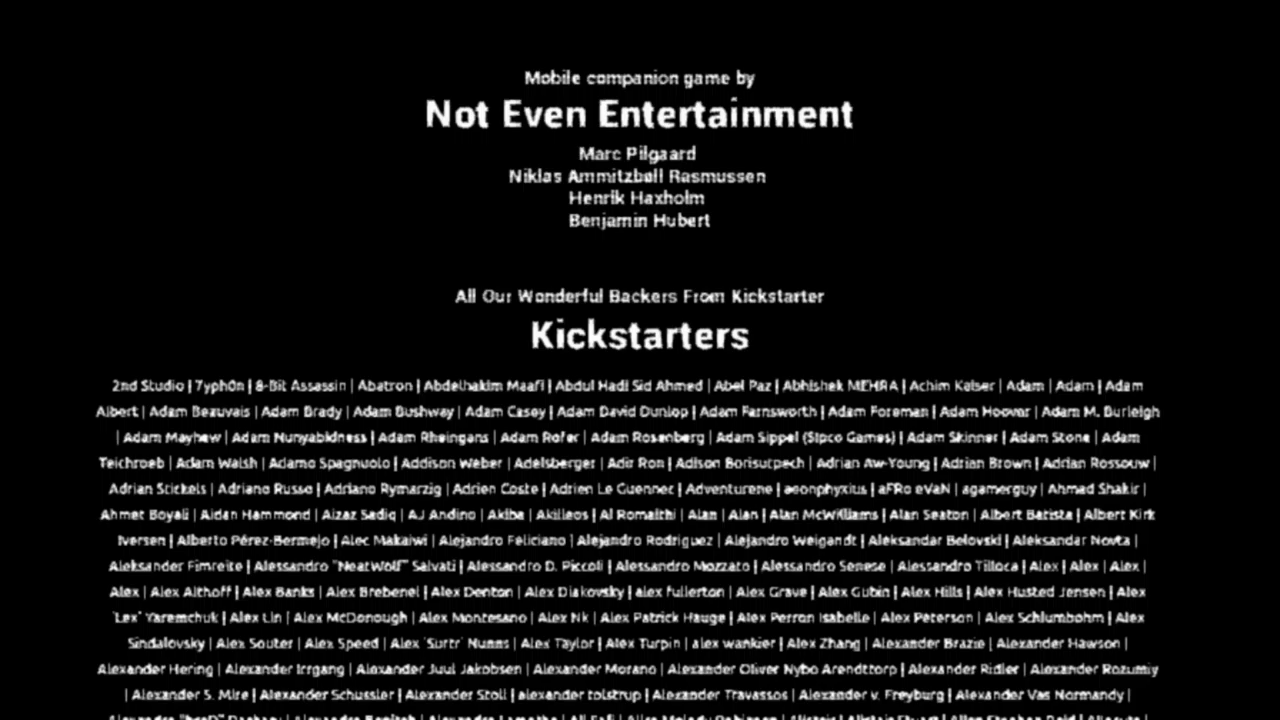 Mobile companion game by
Not Even Entertainment
Marc Pilgaard
Niklas Ammitzbøll Rasmussen
Henrik Haxholm
Benjamin Hubert
All Our Wonderful Backers From Kickstarter
Kickstarters
2nd Studio | 7yph0n | 8-Bit Assassin | Abatron | Abdelhakim Maafi | Abdul Hadi Sid Ahmed | Abel Paz | Abhishek MEHRA | Achim Kaiser | Adam | Adam | Adam
Albert | Adam Beauvais | Adam Brady | Adam Bushway | Adam Casey | Adam David Dunlop | Adam Farnsworth | Adam Foreman | Adam Hoover | Adam M. Burleigh
| Adam Mayhew | Adam Nunyabidness | Adam Rheingans | Adam Rofer | Adam Rosenberg | Adam Sippel (Sipco Games) | Adam Skinner | Adam Stone | Adam
Teichroeb | Adam Walsh | Adamo Spagnuolo | Addison Weber | Adelsberger | Adir Ron | Adison Borisutpech | Adrian Aw-Young | Adrian Brown | Adrian Rossouw |
Adrian Stickels | Adriano Russo | Adriano Rymarzig | Adrien Coste | Adrien Le Guennec | Adventurene | aeonphyxius | aFRo eVaN | agamerguy | Ahmad Shakir |
Ahmet Boyali | Aidan Hammond | Aizaz Sadiq | AJ Andino | Akiba | Akilleos | Al Romaithi | Alan | Alan | Alan McWilliams | Alan Seaton | Albert Batista | Albert Kirk
Iversen | Alberto Pérez-Bermejo | Alec Makaiwi | Alejandro Feliciano | Alejandro Rodriguez | Alejandro Weigandt | Aleksandar Belovski | Aleksandar Novta |
Aleksander Fimreite | Alessandro "NeatWolf" Salvati | Alessandro D. Piccoli | Alessandro Mozzato | Alessandro Senese | Alessandro Tilloca | Alex | Alex | Alex |
Alex | Alex Althoff | Alex Banks | Alex Brebenel | Alex Denton | Alex Diakovsky | alex fullerton | Alex Grave | Alex Gubin | Alex Hills | Alex Husted Jensen | Alex
'Lex' Yaremchuk | Alex Lin | Alex McDonough | Alex Montesano | Alex Nk | Alex Patrick Hauge | Alex Perron Isabelle | Alex Peterson | Alex Schlumbohm | Alex
Sindalovsky | Alex Souter | Alex Speed | Alex 'Surtr' Nunns | Alex Taylor | Alex Turpin | alex wankier | Alex Zhang | Alexander Brazie | Alexander Hawson |
Alexander Hering | Alexander Irrgang | Alexander Juul Jakobsen | Alexander Morano | Alexander Oliver Nybo Arendttorp | Alexander Ridler | Alexander Rozumiy
| Alexander S. Mire | Alexander Schussler | Alexander Stoll | alexander tolstrup | Alexander Travassos | Alexander v. Freyburg | Alexander Vas Normandy |